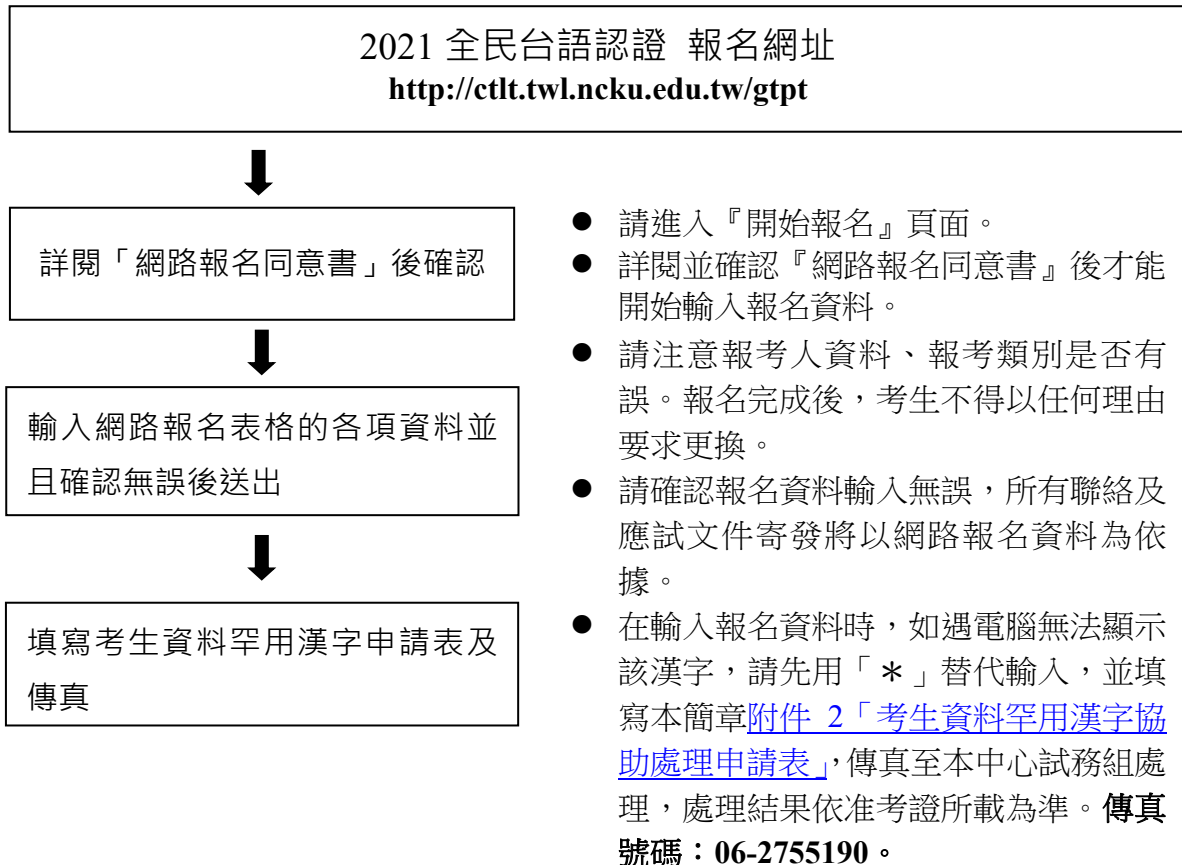 2021 全民台語認證 報名網址
http://ctlt.twl.ncku.edu.tw/gtpt
詳閱「網路報名同意書」後確認
輸入網路報名表格的各項資料並
且確認無誤後送出
填寫考生資料罕用漢字申請表及
傳真
● 請進入『開始報名』頁面。
● 詳閱並確認『網路報名同意書』後才能
開始輸入報名資料。
● 請注意報考人資料、報考類別是否有
誤。報名完成後，考生不得以任何理由
要求更換。
● 請確認報名資料輸入無誤，所有聯絡及
應試文件寄發將以網路報名資料為依
據。
● 在輸入報名資料時，如遇電腦無法顯示
該漢字，請先用「＊」替代輸入，並填
寫本簡章附件 2「考生資料罕用漢字協
助處理申請表」，傳真至本中心試務組處
理，處理結果依准考證所載為準。傳真
號碼：06-2755190。